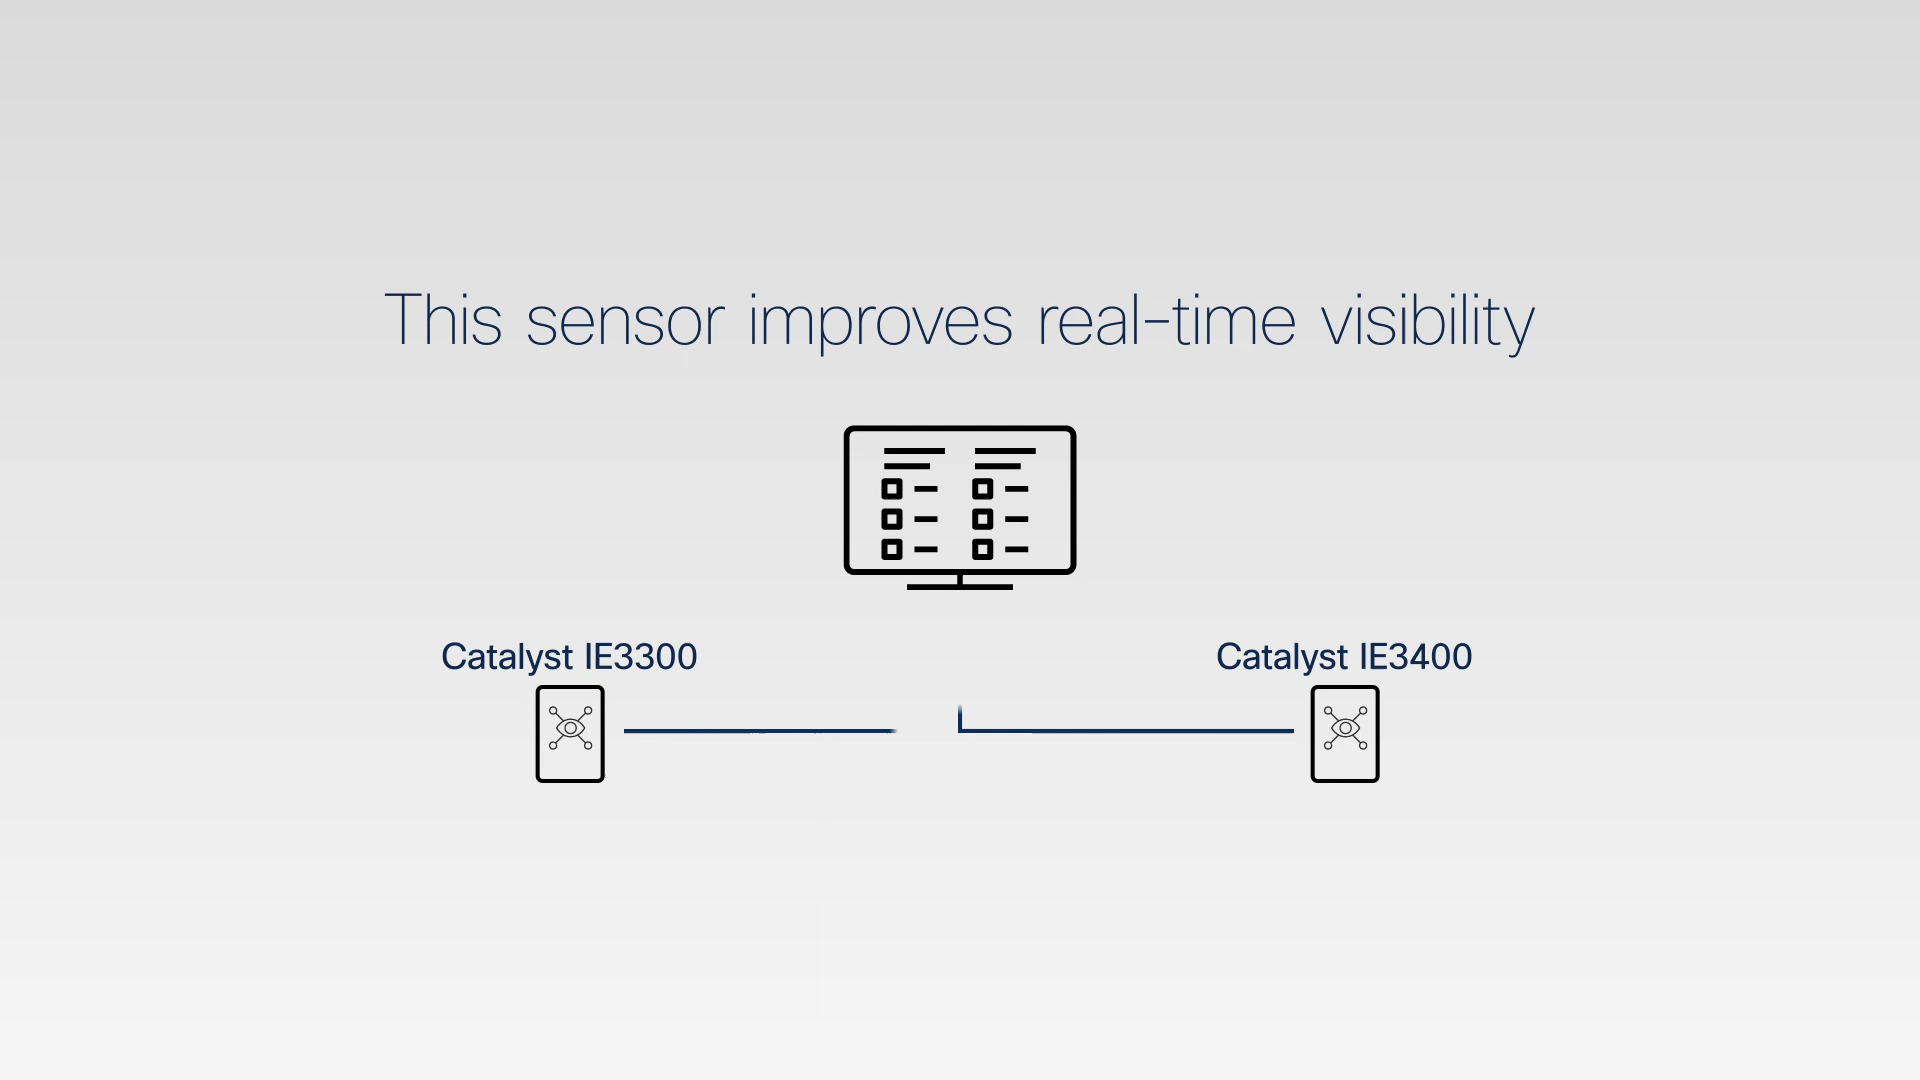 This sensor improves real-time visibility
Catalyst IE3300
Catalyst IE3400